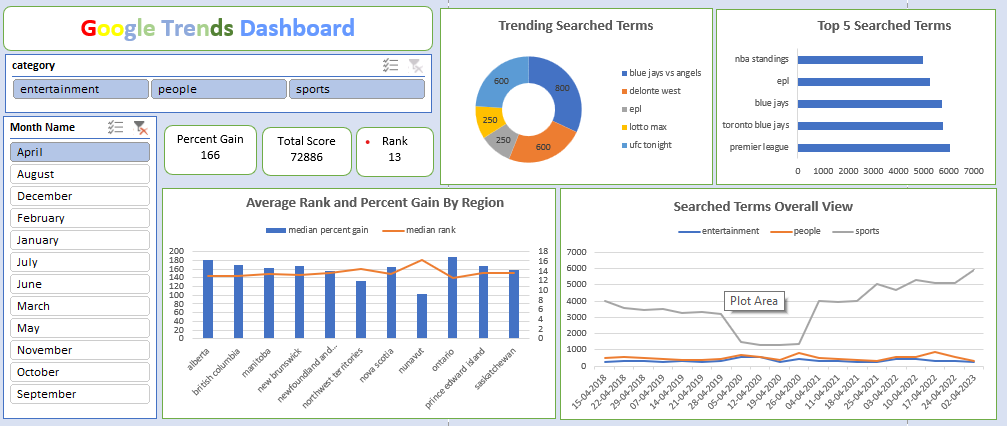 Google Trends Dashboard
category
entertainment people sports
Month Name
April
August
December
February
January
July
June
March
May
November
October
September
Percent Gain
166
Total Score
72886
Rank
13
Trending Searched Terms
800
600
250
250
600
blue jays vs angels
delonte west
epl
lotto max
ufc tonight
Top 5 Searched Terms
nba standings
epl
blue jays
toronto blue jays
premier league
0 1000 2000 3000 4000 5000 6000 7000
Average Rank and Percent Gain By Region
median percent gain median rank
200
180
160
140
120
100
80
60
40
20
0
18
16
14
12
10
8
6
4
2
0
alberta
british columbia
manitoba
new brunswick
newfoundland and...
northwest territories
nova scotia
nunavut
ontario
prince edward island
saskatchewan
Searched Terms Overall View
entertainment people sports
7000
6000
5000
4000
3000
2000
1000
0
Plot Area
15-04-2018
22-04-2018
29-04-2018
07-04-2019
14-04-2019
21-04-2019
28-04-2019
05-04-2020
12-04-2020
19-04-2020
26-04-2020
04-04-2021
11-04-2021
18-04-2021
25-04-2021
03-04-2022
10-04-2022
17-04-2022
24-04-2022
02-04-2023